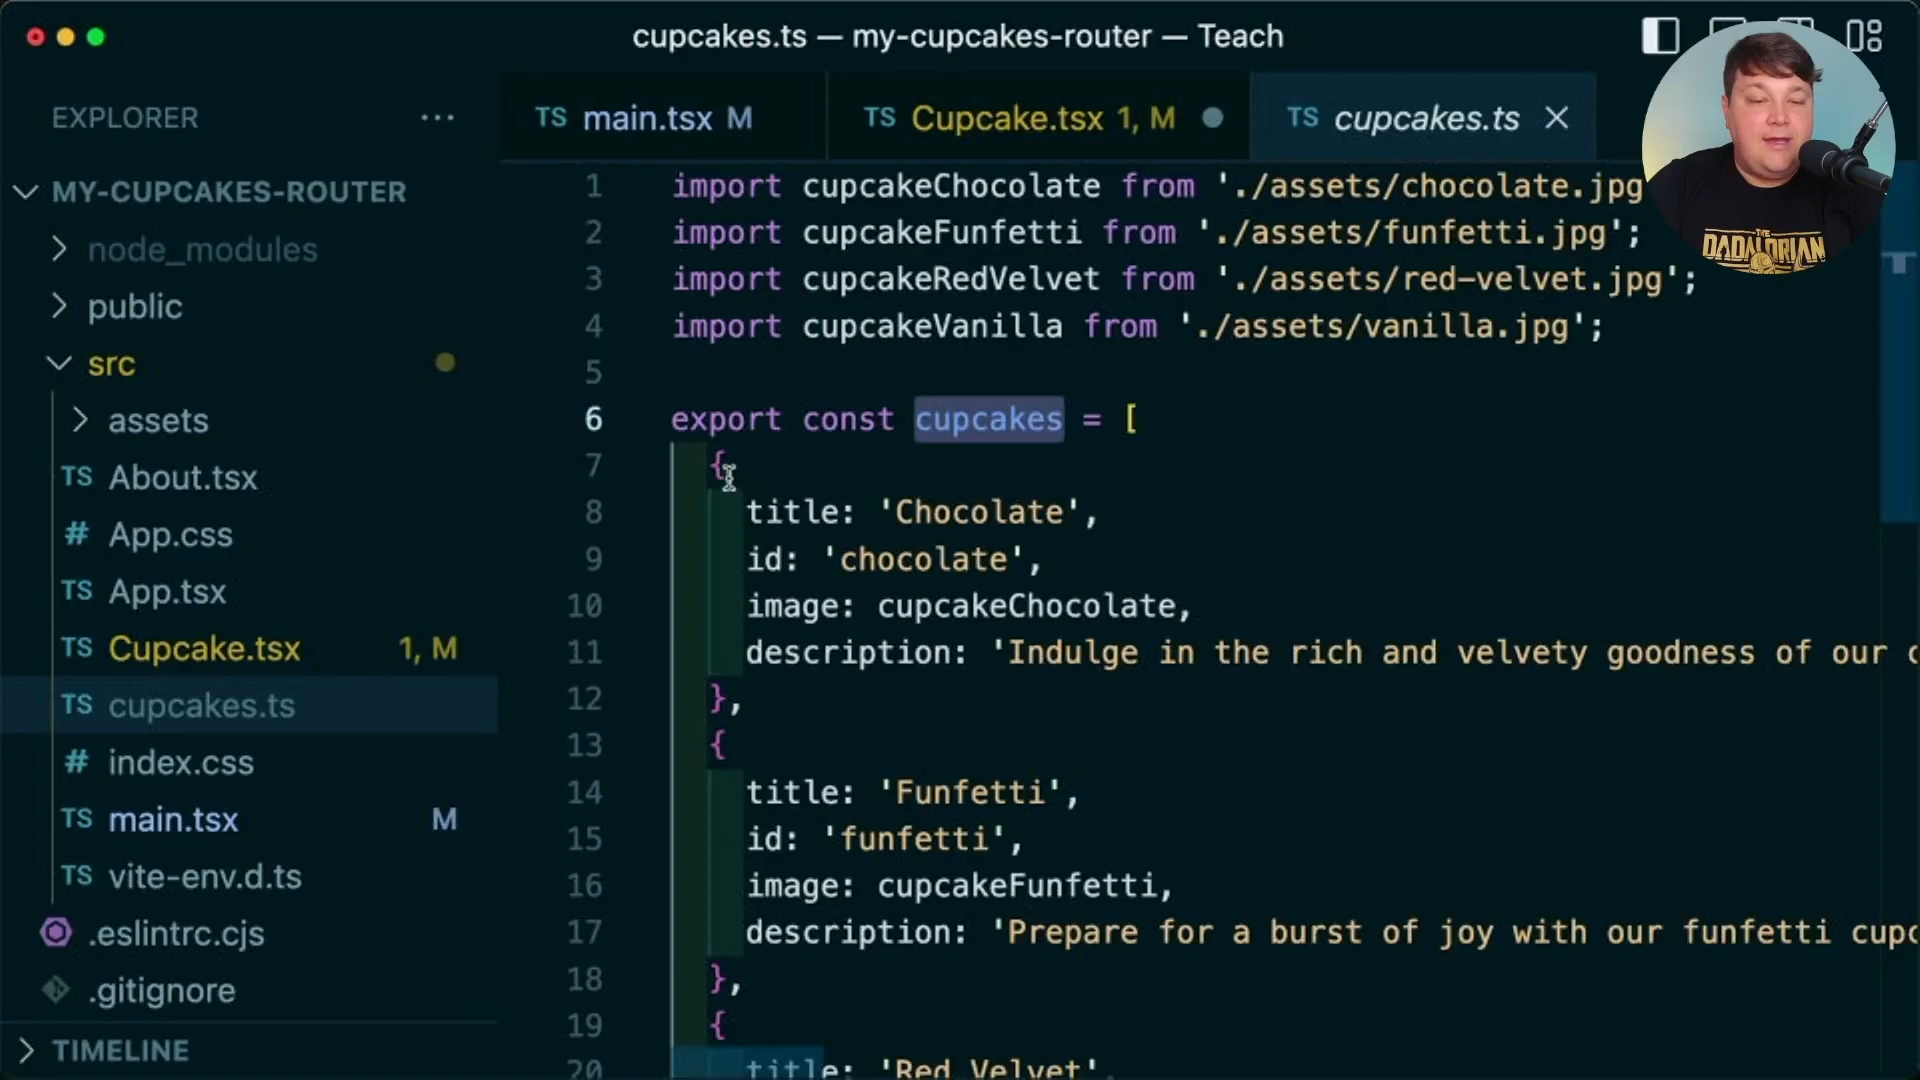 cupcakes.ts — my-cupcakes-router — Teach
EXPLORER
MY-CUPCAKES-ROUTER
node_modules
public
src
assets
TS About.tsx
# App.css
TS App.tsx
TS Cupcake.tsx 1, M
TS cupcakes.ts
# index.css
TS main.tsx M
TS vite-env.d.ts
.eslintrc.cjs
.gitignore
TIMELINE
TS main.tsx M
TS Cupcake.tsx 1, M
TS cupcakes.ts
1 import cupcakeChocolate from './assets/chocolate.jpg
2 import cupcakeFunfetti from './assets/funfetti.jpg';
3 import cupcakeRedVelvet from './assets/red-velvet.jpg';
4 import cupcakeVanilla from './assets/vanilla.jpg';
5
6 export const cupcakes = [
7 {
8 title: 'Chocolate',
9 id: 'chocolate',
10 image: cupcakeChocolate,
11 description: 'Indulge in the rich and velvety goodness of our
12 },
13 {
14 title: 'Funfetti',
15 id: 'funfetti',
16 image: cupcakeFunfetti,
17 description: 'Prepare for a burst of joy with our funfetti cupc
18 },
19 {
20 title: 'Red Velvet',
THE
DADALORIAN